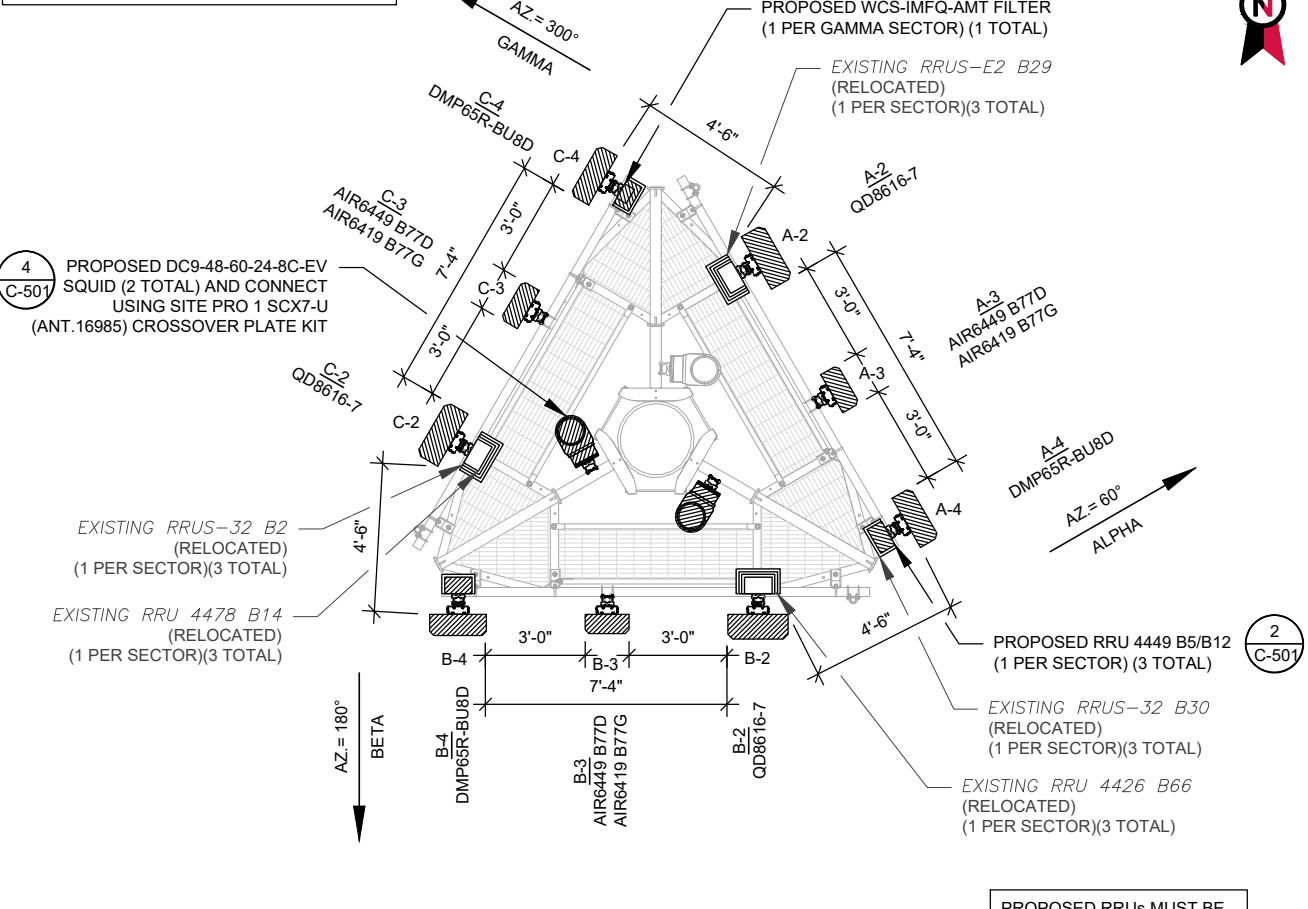 PROPOSED WCS-IMFQ-AMT FILTER
(1 PER GAMMA SECTOR) (1 TOTAL)
N
AZ.= 300°
GAMMA
EXISTING RRUS-E2 B29
(RELOCATED)
(1 PER SECTOR)(3 TOTAL)
C-4
DMP65R-BU8D
C-4
4'-6"
A-2
QD8616-7
C-3
AIR6449 B77D
AIR6419 B77G
7'-4"
3'-0"
A-2
4
C-501
PROPOSED DC9-48-60-24-8C-EV
SQUID (2 TOTAL) AND CONNECT
USING SITE PRO 1 SCX7-U
(ANT.16985) CROSSOVER PLATE KIT
C-3
3'-0"
3'-0"
7'-4"
A-3
AIR6449 B77D
AIR6419 B77G
C-2
QD8616-7
A-3
3'-0"
C-2
A-4
DMP65R-BU8D
AZ.= 60°
ALPHA
A-4
EXISTING RRUS-32 B2
(RELOCATED)
(1 PER SECTOR)(3 TOTAL)
4'-6"
EXISTING RRU 4478 B14
(RELOCATED)
(1 PER SECTOR)(3 TOTAL)
3'-0"
3'-0"
B-4
B-3
B-2
7'-4"
4'-6"
PROPOSED RRU 4449 B5/B12
(1 PER SECTOR) (3 TOTAL)
2
C-501
AZ.= 180°
BETA
B-4
DMP65R-BU8D
B-3
AIR6449 B77D
AIR6419 B77G
B-2
QD8616-7
EXISTING RRUS-32 B30
(RELOCATED)
(1 PER SECTOR)(3 TOTAL)
EXISTING RRU 4426 B66
(RELOCATED)
(1 PER SECTOR)(3 TOTAL)
PROPOSED RRUs MUST BE